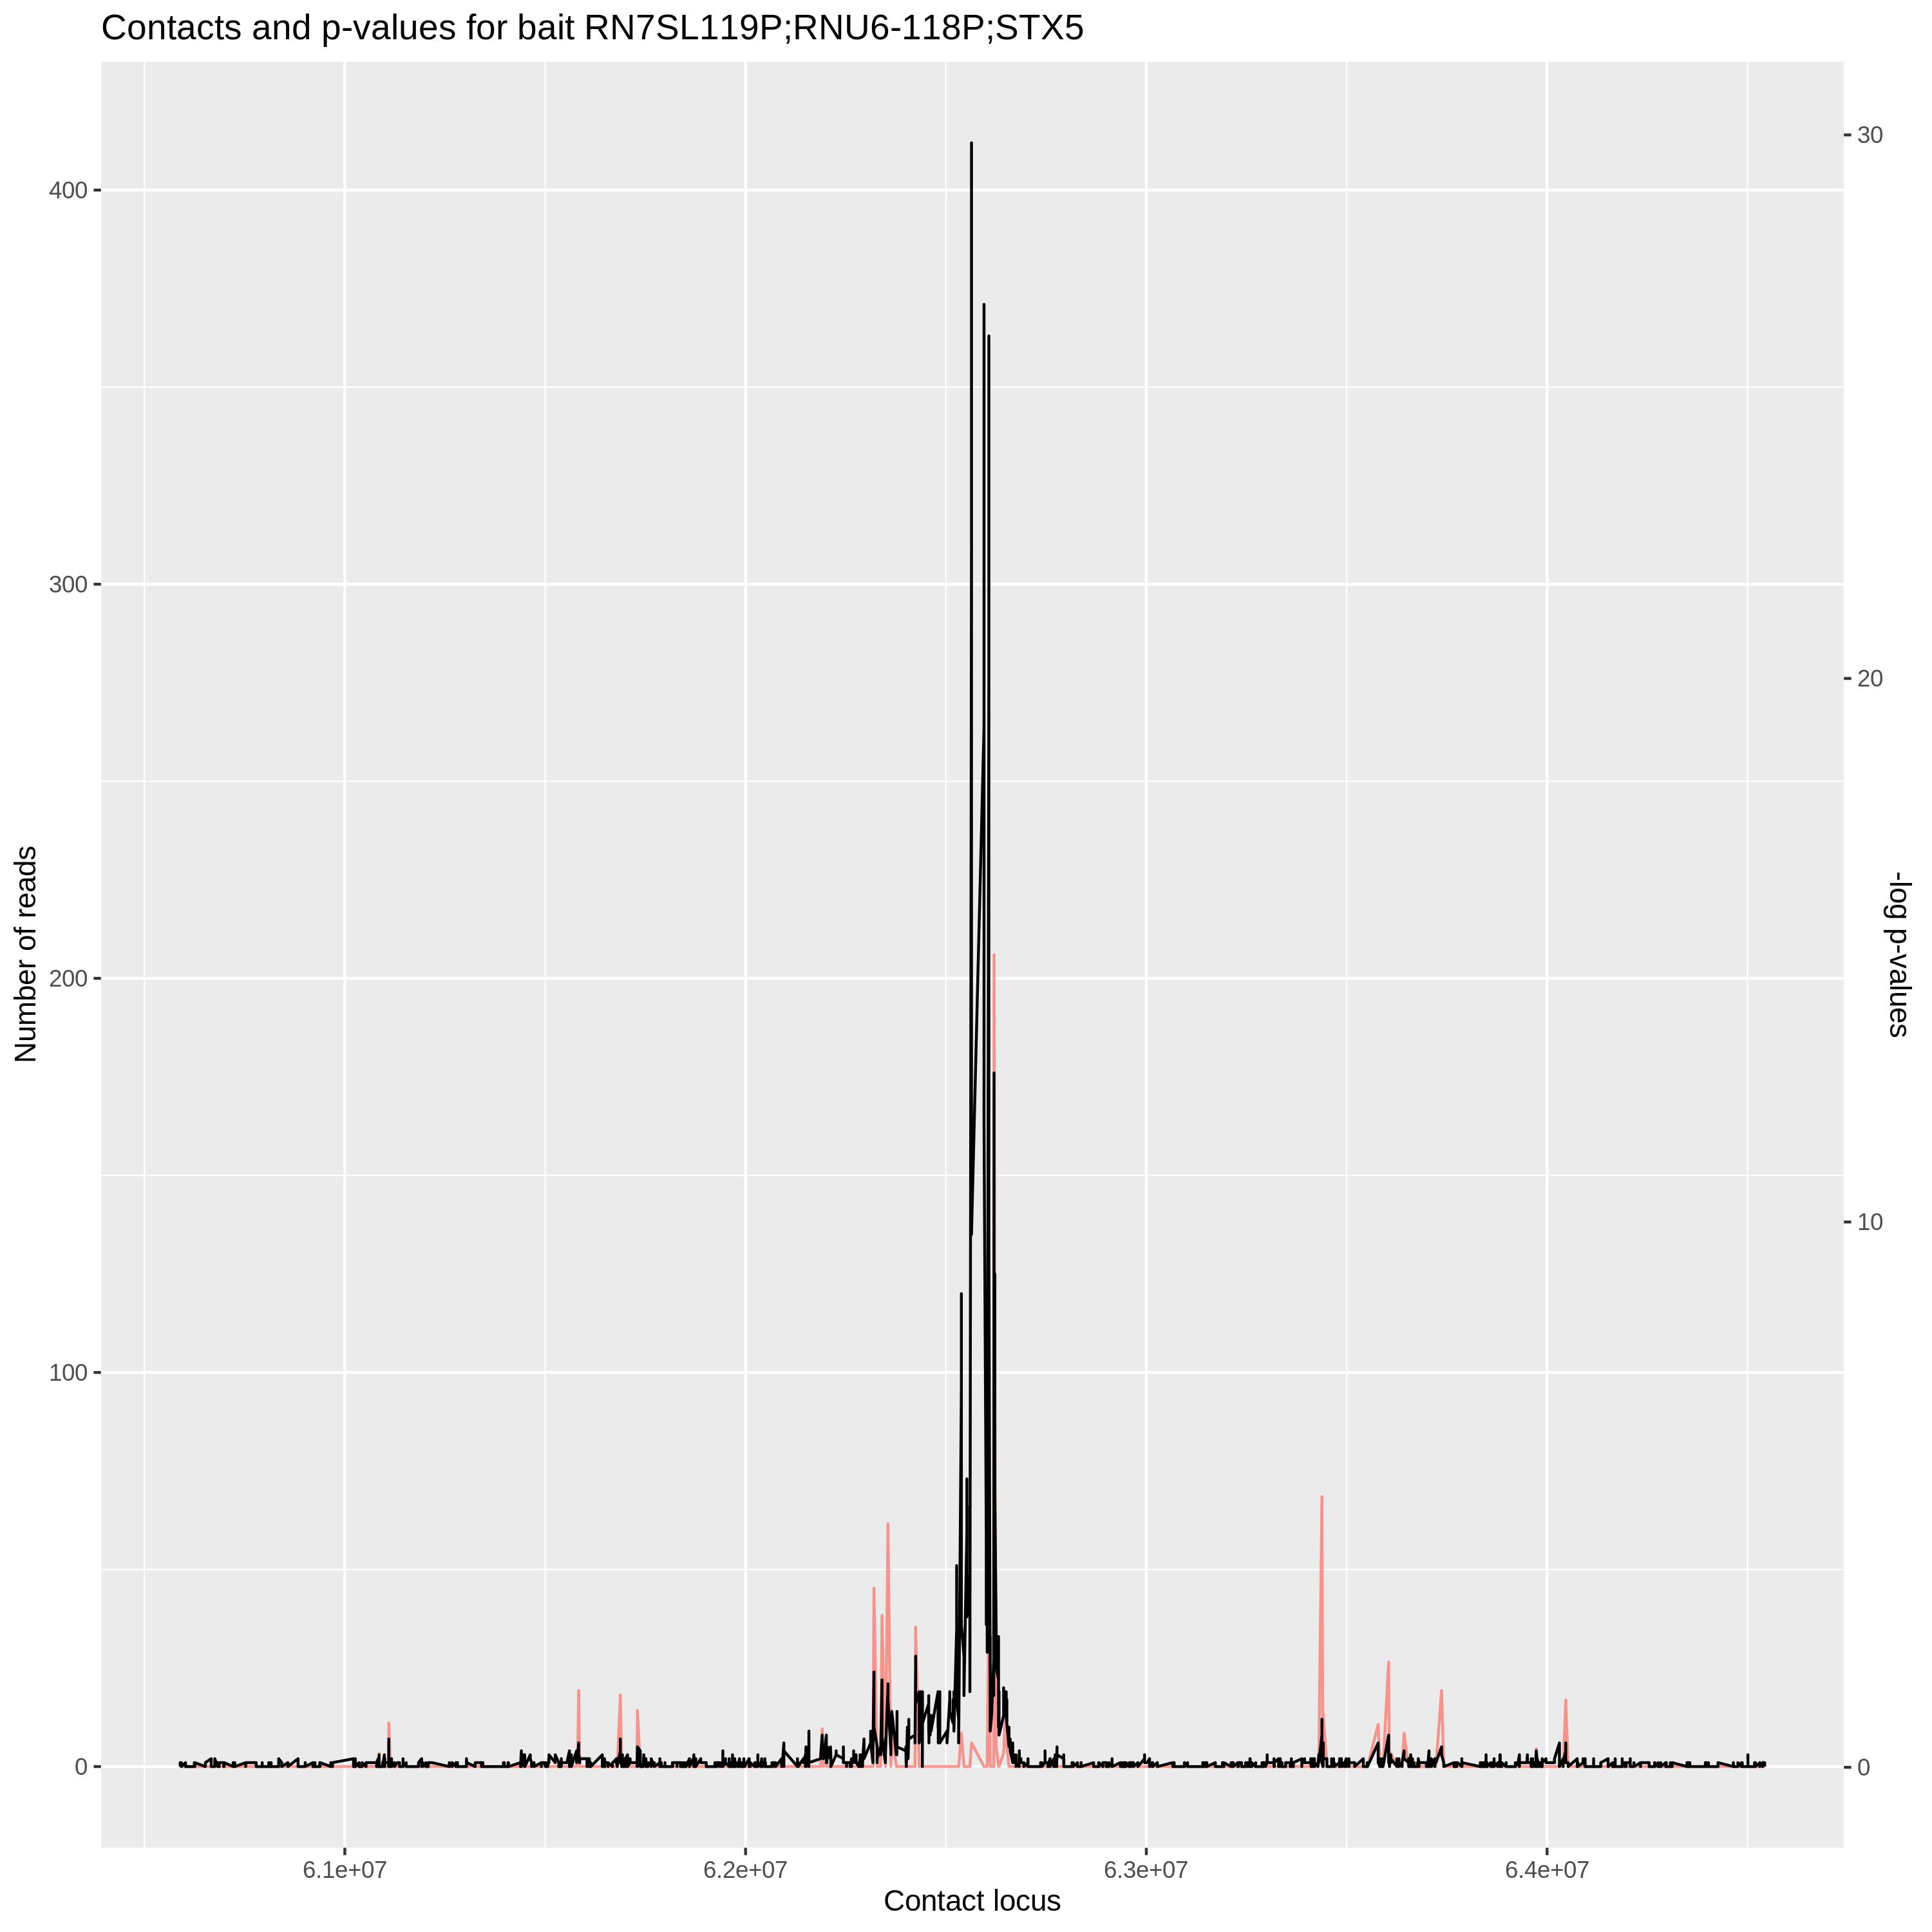 Contacts and p-values for bait RN7SL119P;RNU6-118P;STX5
Number of reads
400
300
200
100
0
30
20
10
0
-log p-values
6.1e+07
6.2e+07
6.3e+07
6.4e+07
Contact locus